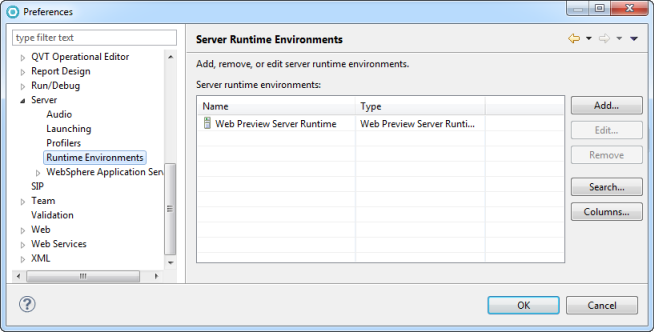 Preferences
type filter text
QVT Operational Editor
Report Design
Run/Debug
Server
Audio
Launching
Profilers
Runtime Environments
WebSphere Application Serv
SIP
Team
Validation
Web
Web Services
XML
Server Runtime Environments
Add, remove, or edit server runtime environments.
Server runtime environments:
Name Type
Web Preview Server Runtime Web Preview Server Runti...
Add...
Edit...
Remove
Search...
Columns...
OK Cancel